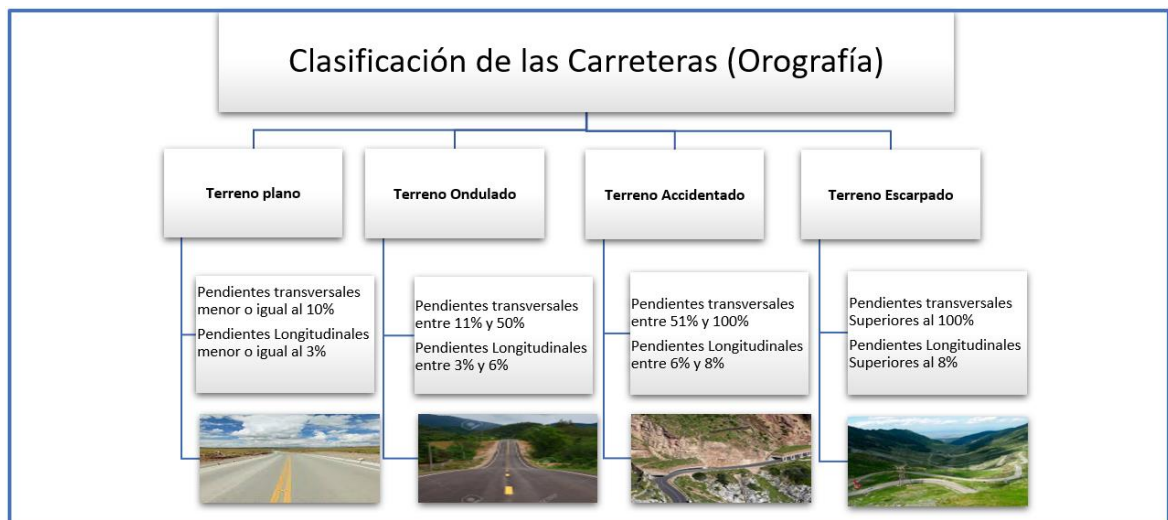 Clasificación de las Carreteras (Orografía)
Terreno plano
Terreno Ondulado
Terreno Accidentado
Terreno Escarpado
Pendientes transversales
menor o igual al 10%
Pendientes Longitudinales
menor o igual al 3%
Pendientes transversales
entre 11% y 50%
Pendientes Longitudinales
entre 3% y 6%
Pendientes transversales
entre 51% y 100%
Pendientes Longitudinales
entre 6% y 8%
Pendientes transversales
Superiores al 100%
Pendientes Longitudinales
Superiores al 8%